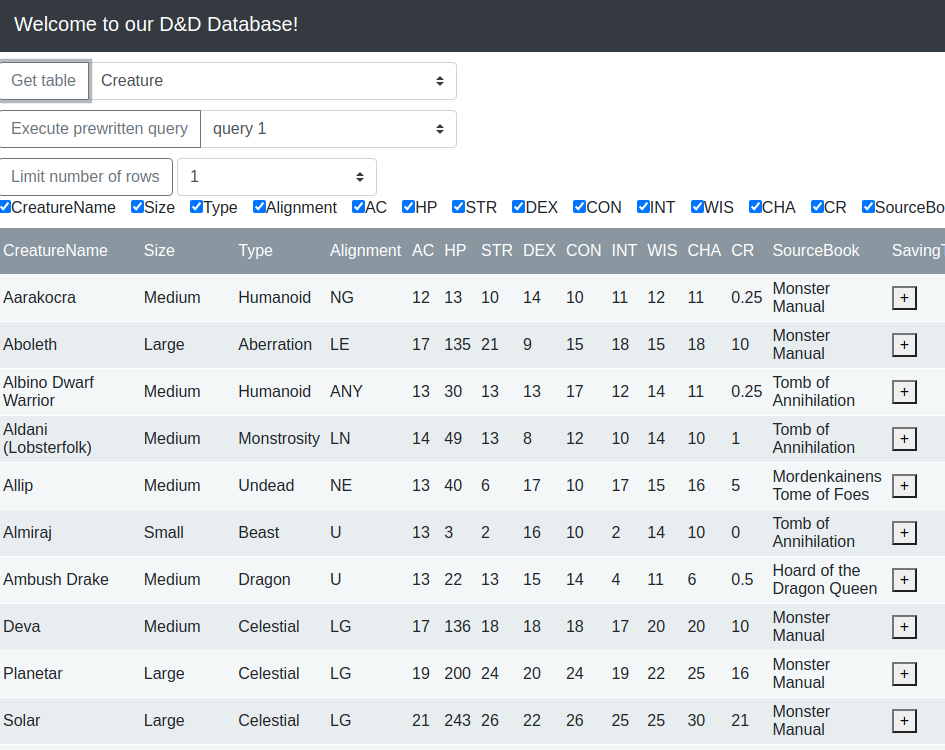 Welcome to our D&D Database!
Get table Creature
Execute prewritten query query 1
Limit number of rows 1
CreatureName Size Type Alignment AC HP STR DEX CON INT WIS CHA CR SourceBo
CreatureName Size Type Alignment AC HP STR DEX CON INT WIS CHA CR SourceBook SavingT
Aarakocra Medium Humanoid NG 12 13 10 14 10 11 12 11 0.25 Monster Manual +
Aboleth Large Aberration LE 17 135 21 9 15 18 15 18 10 Monster Manual +
Albino Dwarf Warrior Medium Humanoid ANY 13 30 13 13 17 12 14 11 0.25 Tomb of Annihilation +
Aldani (Lobsterfolk) Medium Monstrosity LN 14 49 13 8 12 10 14 10 1 Tomb of Annihilation +
Allip Medium Undead NE 13 40 6 17 10 17 15 16 5 Mordenkainens Tome of Foes +
Almiraj Small Beast U 13 3 2 16 10 2 14 10 0 Tomb of Annihilation +
Ambush Drake Medium Dragon U 13 22 13 15 14 4 11 6 0.5 Hoard of the Dragon Queen +
Deva Medium Celestial LG 17 136 18 18 18 17 20 20 10 Monster Manual +
Planetar Large Celestial LG 19 200 24 20 24 19 22 25 16 Monster Manual +
Solar Large Celestial LG 21 243 26 22 26 25 25 30 21 Monster Manual +